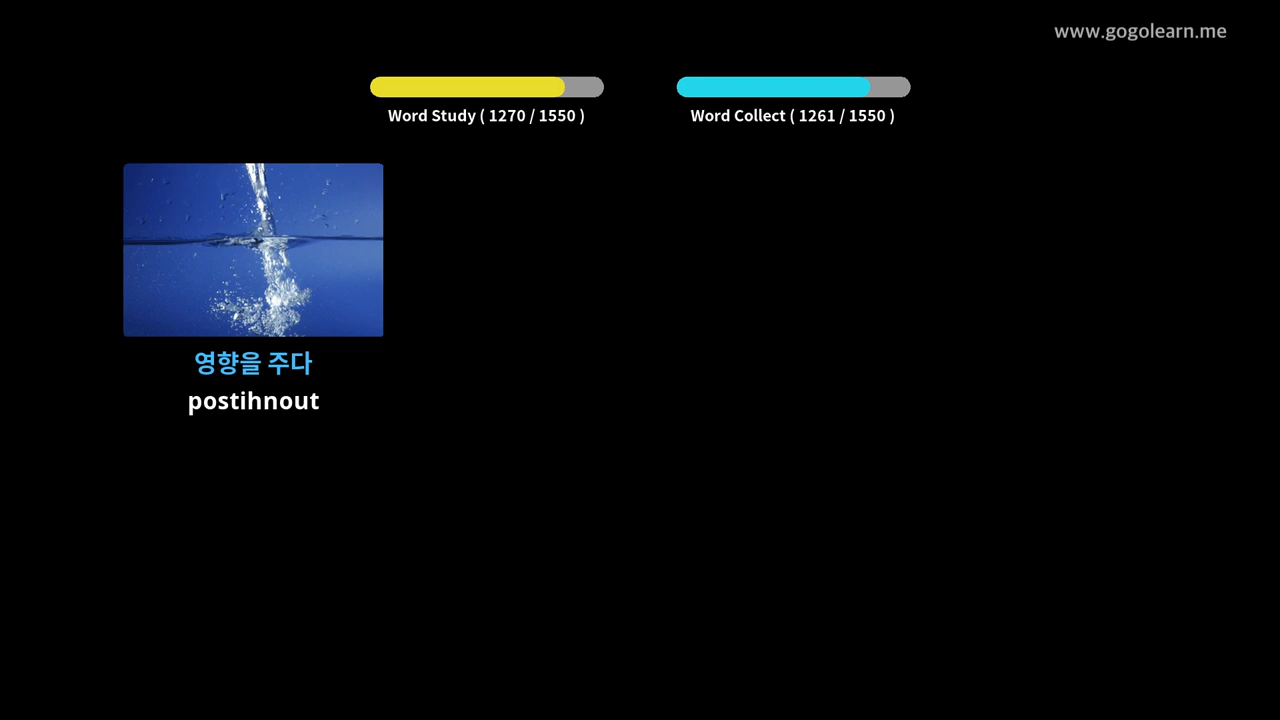 www.gogolearn.me
Word Study ( 1270 / 1550 )
Word Collect ( 1261 / 1550 )
영향을 주다
postihnout